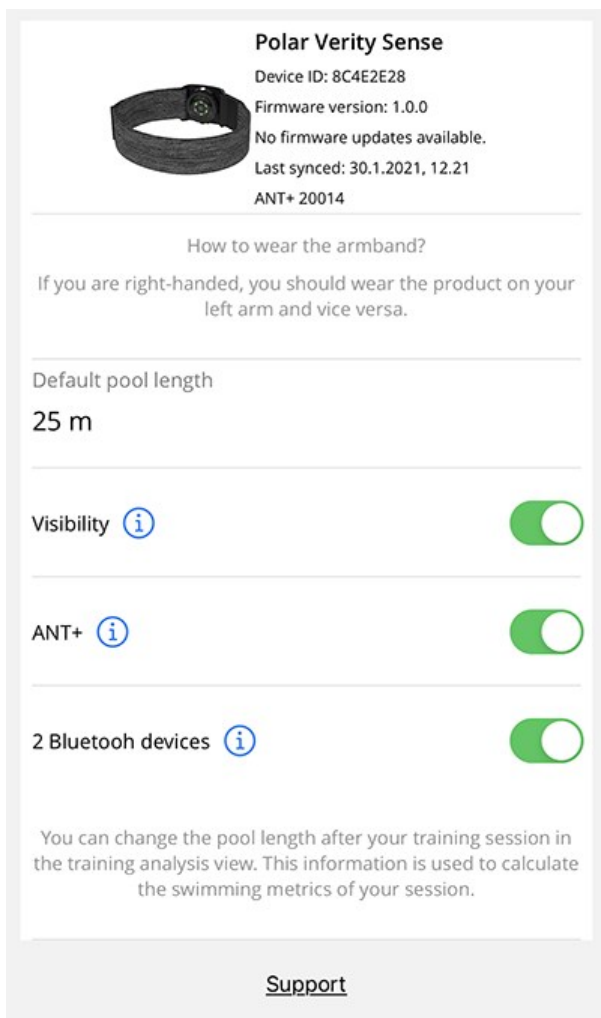 Polar Verity Sense
Device ID: 8C4E2E28
Firmware version: 1.0.0
No firmware updates available.
Last synced: 30.1.2021, 12.21
ANT+ 20014
How to wear the armband?
If you are right-handed, you should wear the product on your
left arm and vice versa.
Default pool length
25 m
Visibility
ANT+
2 Bluetooh devices
You can change the pool length after your training session in
the training analysis view. This information is used to calculate
the swimming metrics of your session.
Support